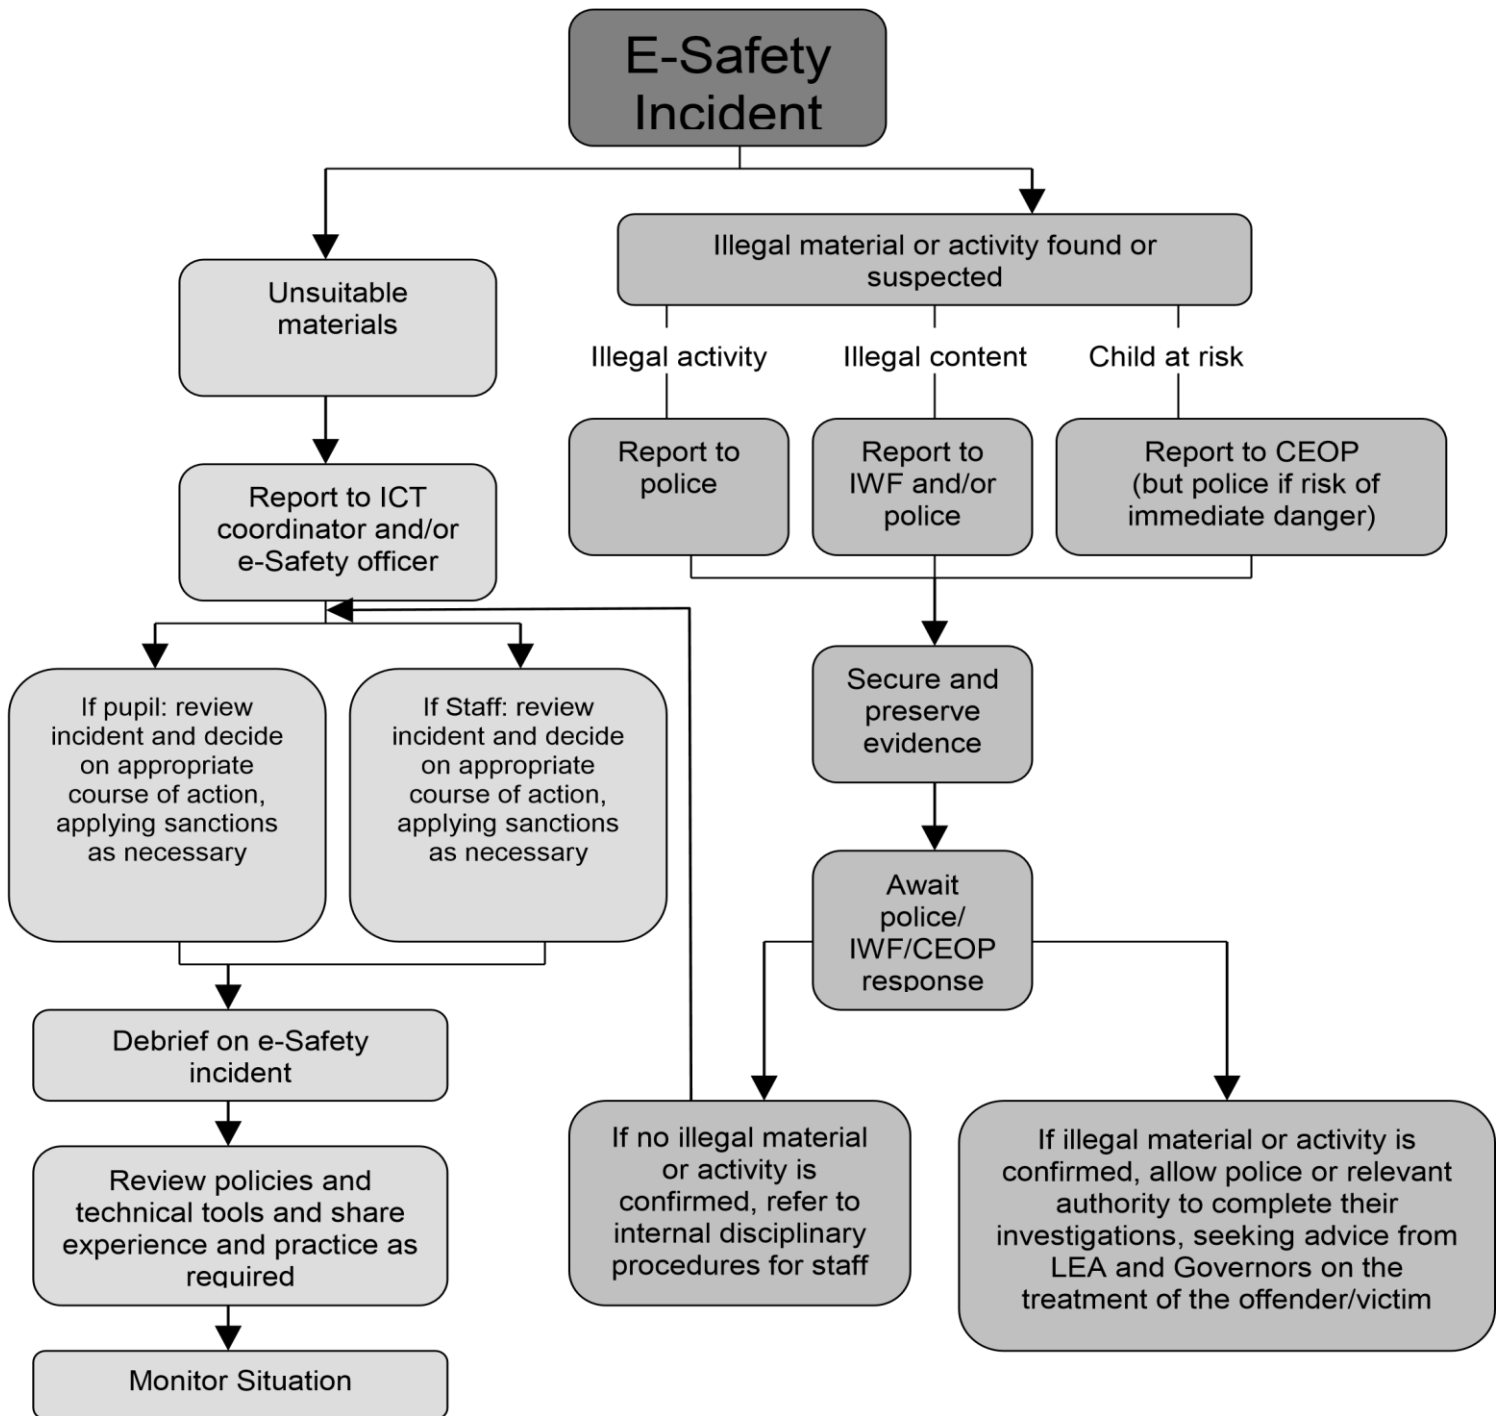 E-Safety
Incident
Illegal material or activity found or
suspected
Unsuitable
materials
Illegal activity
Illegal content
Child at risk
Report to
police
Report to
IWF and/or
police
Report to CEOP
(but police if risk of
immediate danger)
Report to ICT
coordinator and/or
e-Safety officer
If pupil: review
incident and decide
on appropriate
course of action,
applying sanctions
as necessary
If Staff: review
incident and decide
on appropriate
course of action,
applying sanctions
as necessary
Secure and
preserve
evidence
Await
police/
IWF/CEOP
response
Debrief on e-Safety
incident
Review policies and
technical tools and share
experience and practice as
required
Monitor Situation
If no illegal material
or activity is
confirmed, refer to
internal disciplinary
procedures for staff
If illegal material or activity is
confirmed, allow police or relevant
authority to complete their
investigations, seeking advice from
LEA and Governors on the
treatment of the offender/victim